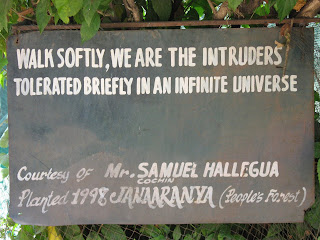 WALK SOFTLY, WE ARE THE INTRUDERS
TOLERATED BRIEFLY IN AN INFINITE UNIVERSE
Courtesy of Mr. SAMUEL HALLEGUA
COCHIN
Planted 1998 JANAARANYA (People's Forest)